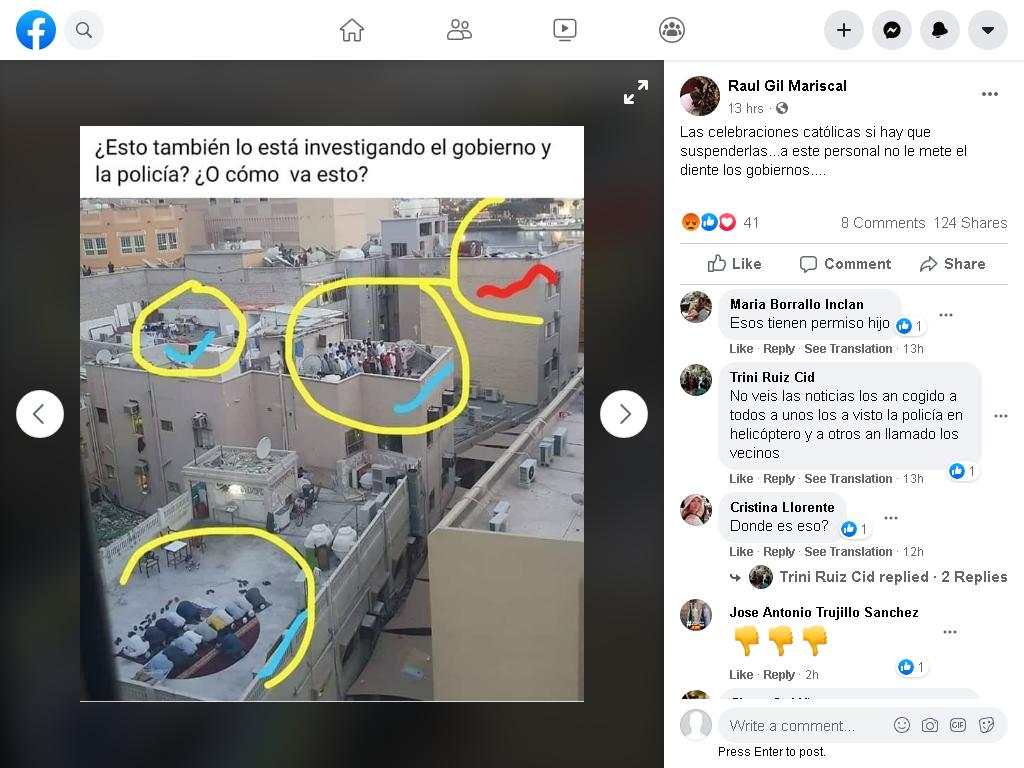 ¿Esto también lo está investigando el gobierno y
la policía? ¿O cómo va esto?
Raul Gil Mariscal
13 hrs ·
Las celebraciones católicas si hay que
suspenderlas...a este personal no le mete el
diente los gobiernos....
41
8 Comments 124 Shares
Like Comment Share
Maria Borrallo Inclan
Esos tienen permiso hijo
1
Like · Reply · See Translation · 13h
Trini Ruiz Cid
No veis las noticias los an cogido a
todos a unos los a visto la policía en
helicóptero y a otros an llamado los
vecinos
1
Like · Reply · See Translation · 13h
Cristina Llorente
Donde es eso?
1
Like · Reply · See Translation · 12h
Trini Ruiz Cid replied · 2 Replies
Jose Antonio Trujillo Sanchez
👎👎👎
1
Like · Reply · 2h
Write a comment...
GIF
Press Enter to post.